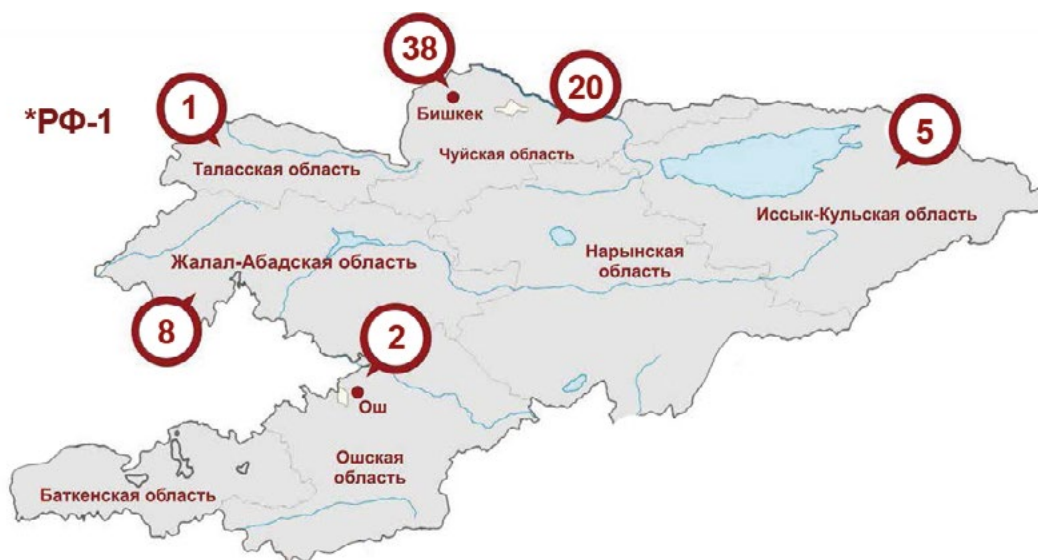 38
20
1
*РФ-1
Бишкек
5
Чуйская область
Таласская область
Иссык-Кульская область
Нарынская
область
Жалал-Абадская область
8
2
Ош
Ошская
область
Баткенская область